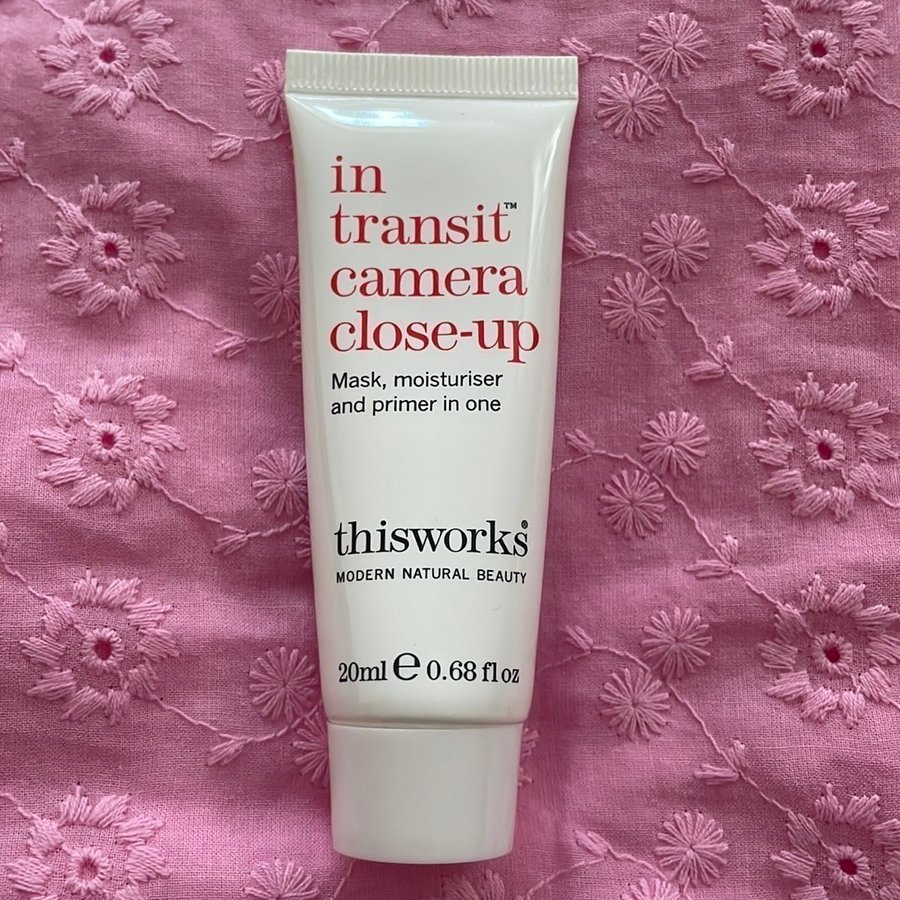 in
transit™
camera
close-up
Mask, moisturiser
and primer in one
thisworks®
MODERN NATURAL BEAUTY
20ml ℮ 0.68 fl oz